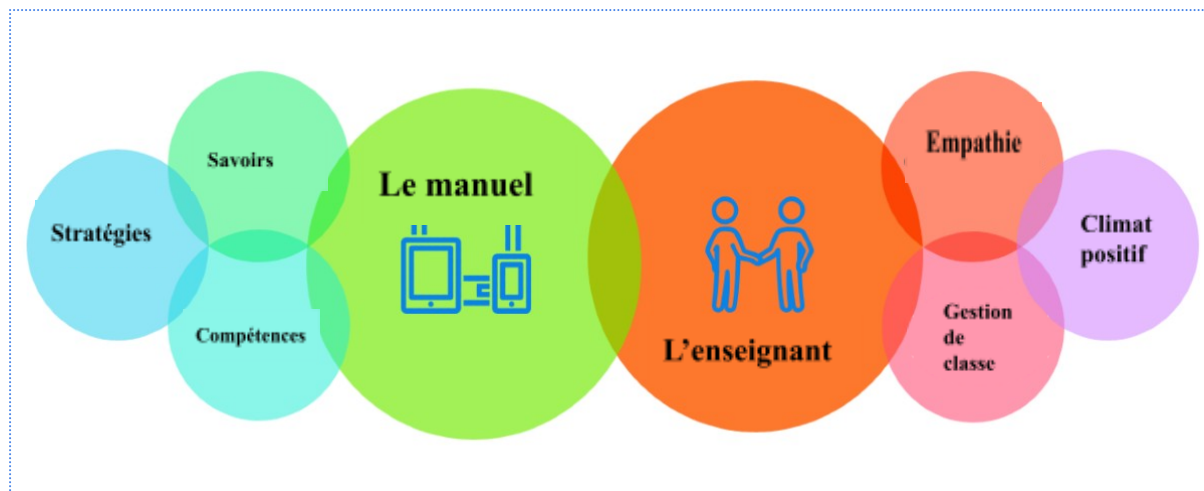 Savoirs
Stratégies
Compétences
Le manuel
L’enseignant
Empathie
Gestion
de
classe
Climat
positif